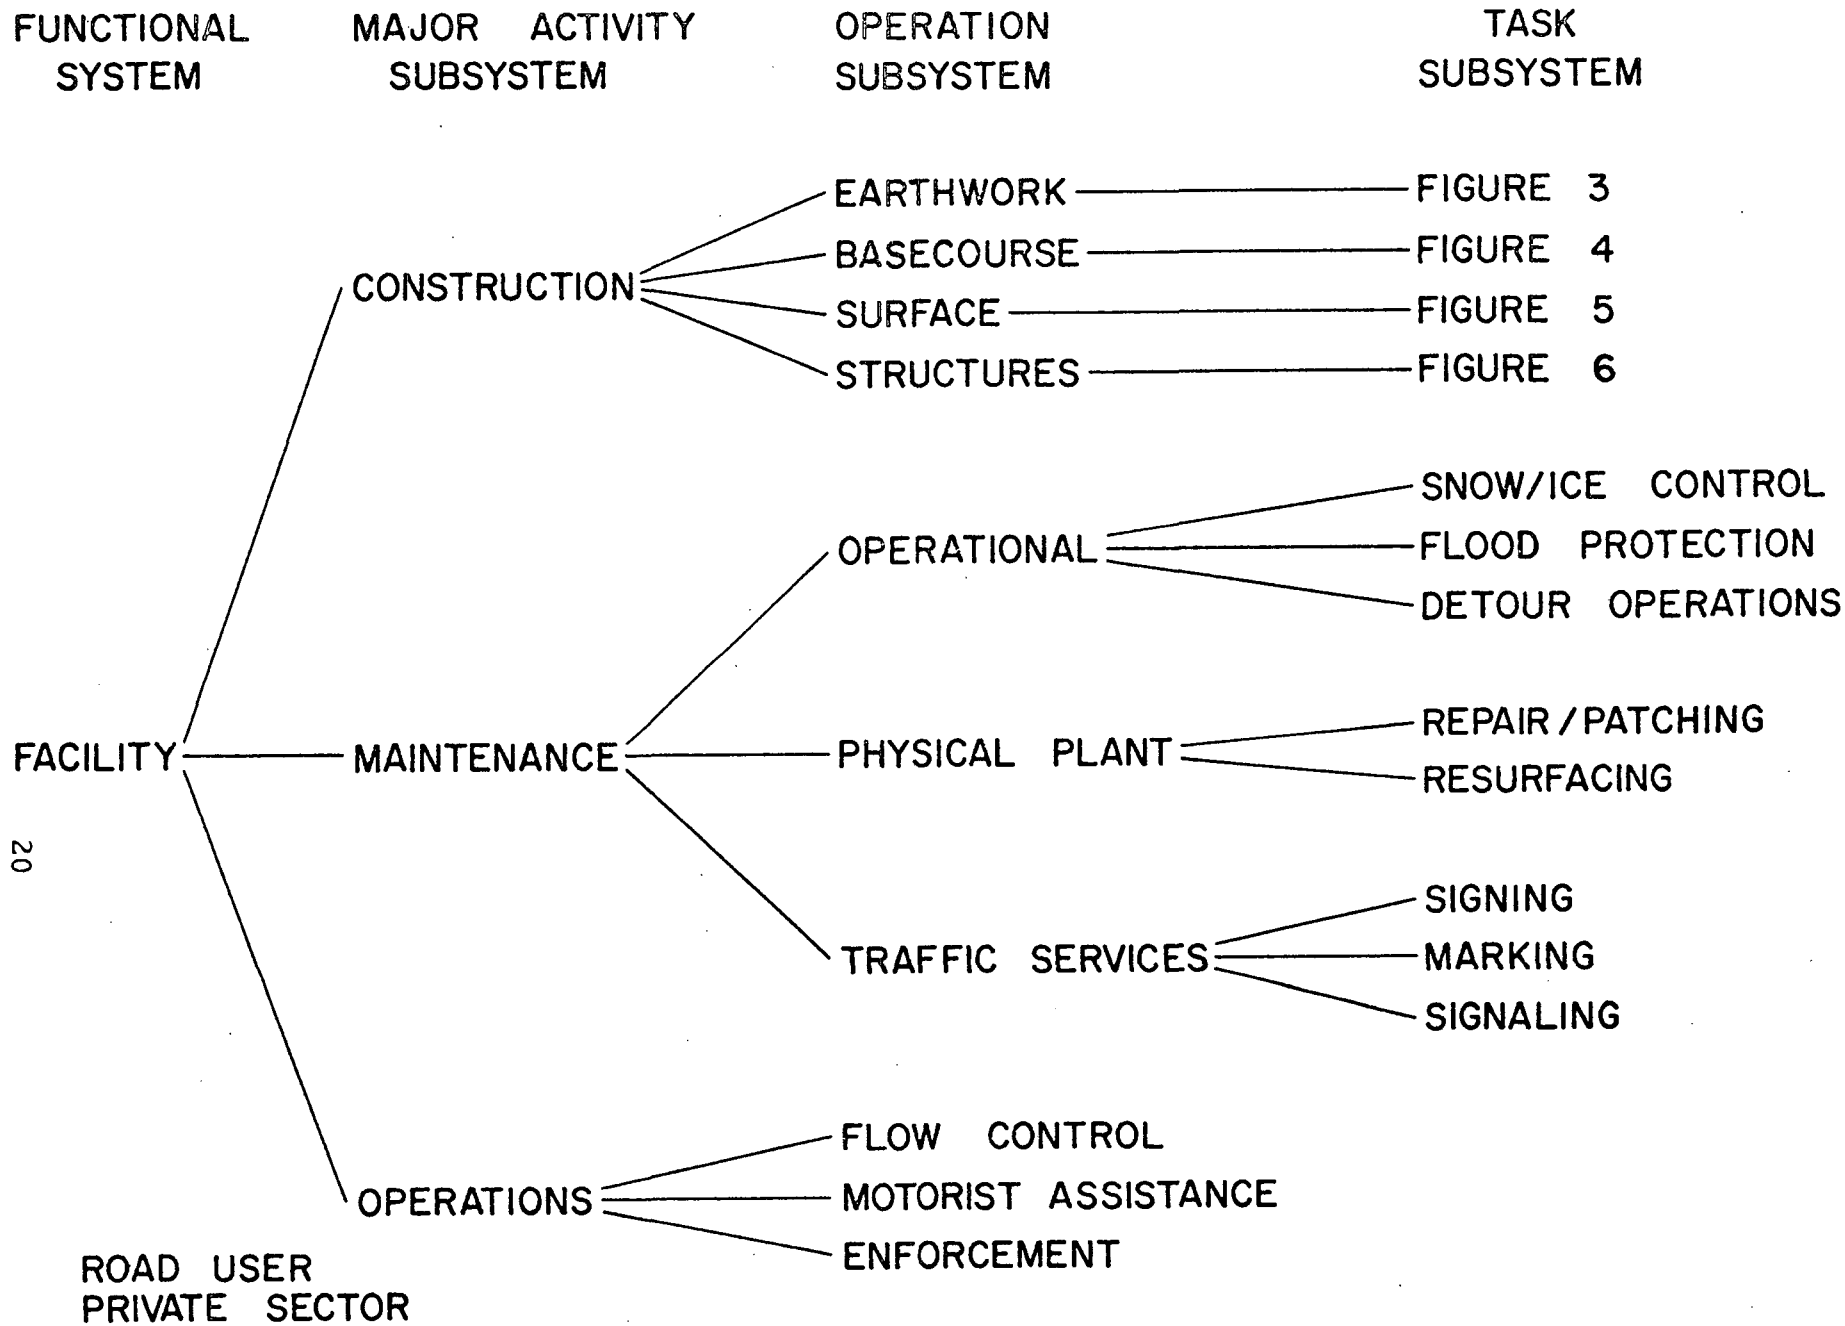 FUNCTIONAL SYSTEM
MAJOR ACTIVITY SUBSYSTEM
OPERATION SUBSYSTEM
TASK SUBSYSTEM
FACILITY
CONSTRUCTION
EARTHWORK
FIGURE 3
BASECOURSE
FIGURE 4
SURFACE
FIGURE 5
STRUCTURES
FIGURE 6
MAINTENANCE
OPERATIONAL
SNOW/ICE CONTROL
FLOOD PROTECTION
DETOUR OPERATIONS
PHYSICAL PLANT
REPAIR/PATCHING
RESURFACING
TRAFFIC SERVICES
SIGNING
MARKING
SIGNALING
OPERATIONS
FLOW CONTROL
MOTORIST ASSISTANCE
ENFORCEMENT
ROAD USER
PRIVATE SECTOR
20